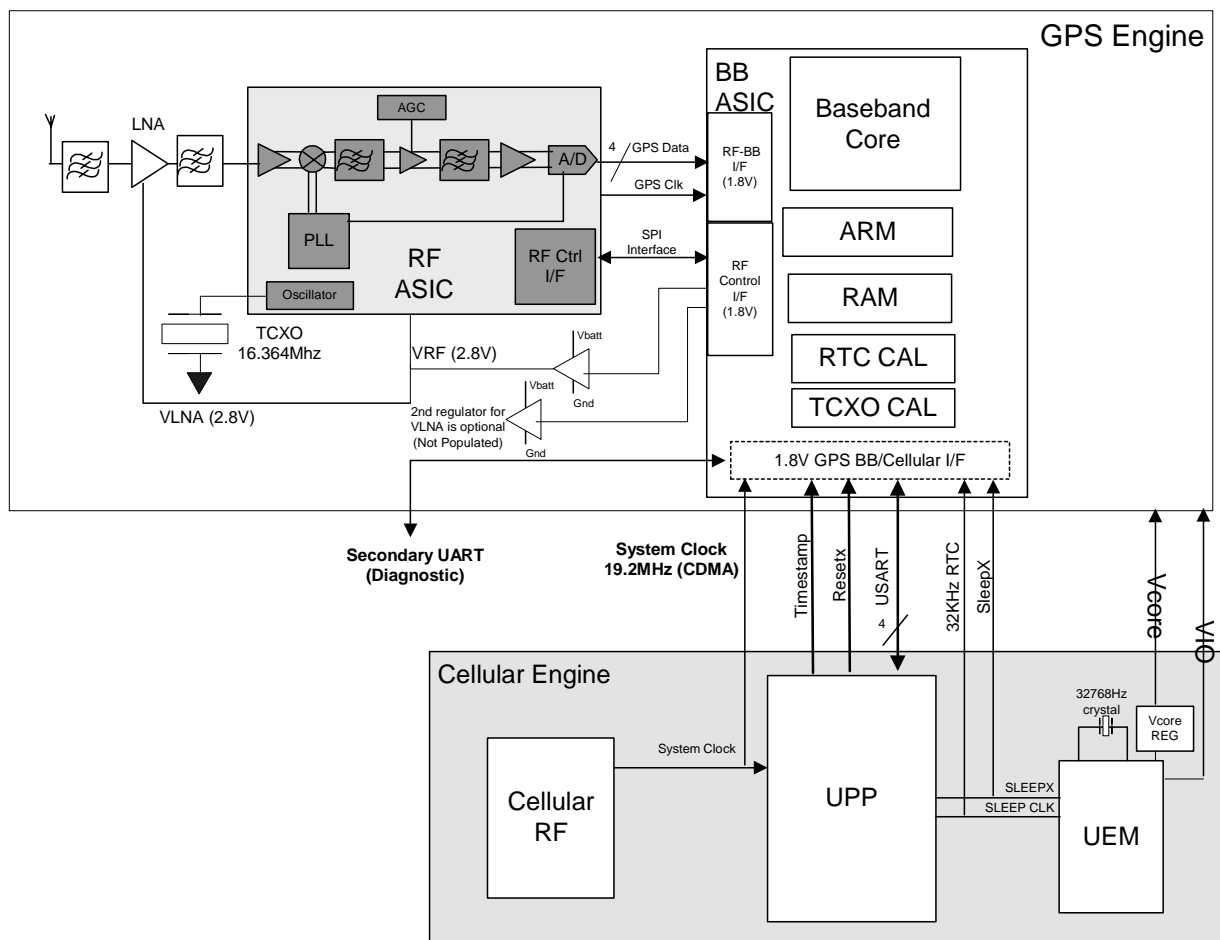 GPS Engine
BB
ASIC
Baseband
Core
LNA
AGC
A/D
4
GPS Data
RF-BB
I/F
(1.8V)
GPS Clk
PLL
RF
ASIC
RF Ctrl
I/F
SPI
Interface
RF
Control
I/F
(1.8V)
ARM
RAM
RTC CAL
TCXO CAL
Oscillator
TCXO
16.364Mhz
VLNA (2.8V)
VRF (2.8V)
Vbatt
Gnd
Vbatt
2nd regulator for
VLNA is optional
(Not Populated)
Gnd
1.8V GPS BB/Cellular I/F
Secondary UART
(Diagnostic)
System Clock
19.2MHz (CDMA)
Timestamp
Resetx
USART
4
32KHz RTC
SleepX
Vcore
VIO
Cellular Engine
Cellular
RF
System Clock
UPP
SLEEPX
SLEEP CLK
32768Hz
crystal
Vcore
REG
UEM